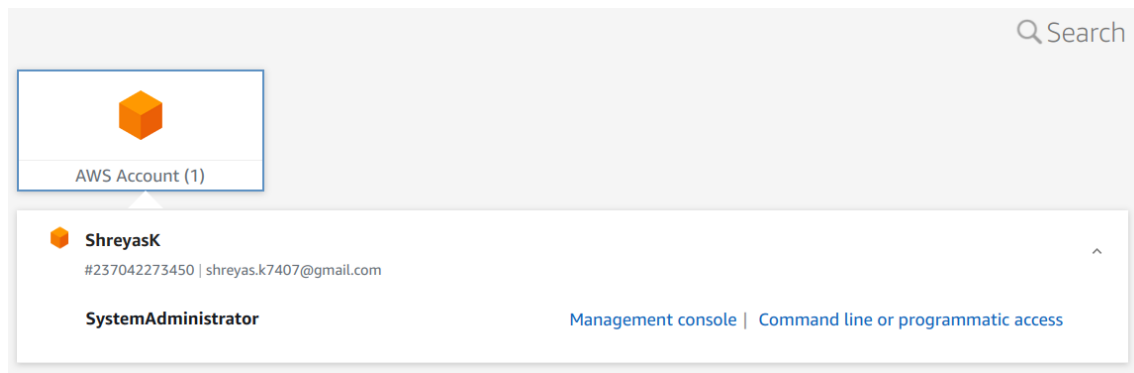 Search
AWS Account (1)
ShreyasK
#237042273450 | shreyas.k7407@gmail.com
SystemAdministrator
Management console | Command line or programmatic access